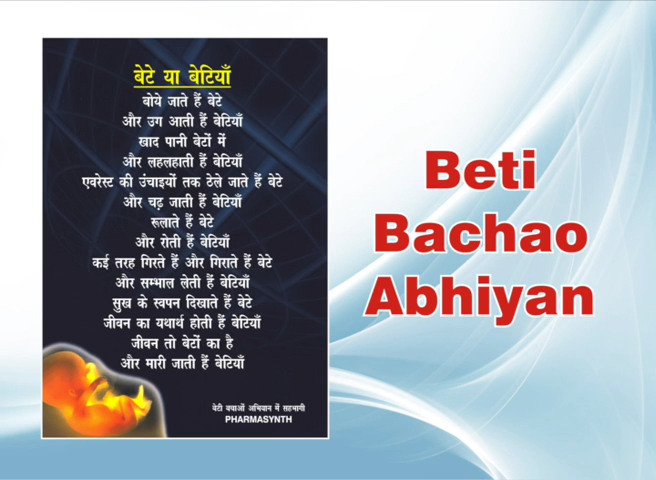 बेटे या बेटियाँ
बोये जाते हैं बेटे
और उग आती हैं बेटियाँ
खाद पानी बेटों में
और लहलहाती हैं बेटियाँ
एवरेस्ट की उंचाइयों तक ठेले जाते हैं बेटे
और चढ़ जाती हैं बेटियाँ
रूलाते हैं बेटे
और रोती हैं बेटियाँ
कई तरह गिरते हैं और गिराते हैं बेटे
और सम्भाल लेती हैं बेटियाँ
सुख के स्वपन दिखाते हैं बेटे
जीवन का यथार्थ होती हैं बेटियाँ
जीवन तो बेटों का है
और मारी जाती हैं बेटियाँ
बेटी बचाओं अभियान में सहभागी
PHARMASYNTH
Beti
Bachao
Abhiyan